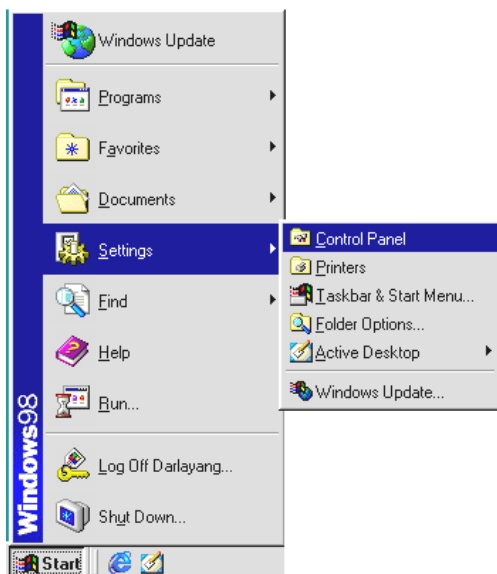 Windows Update
Programs
Favorites
Documents
Settings
Control Panel
Printers
Taskbar & Start Menu...
Folder Options...
Active Desktop
Windows Update...
Find
Help
Run...
Log Off Darlayang...
Shut Down...
Windows98
Start